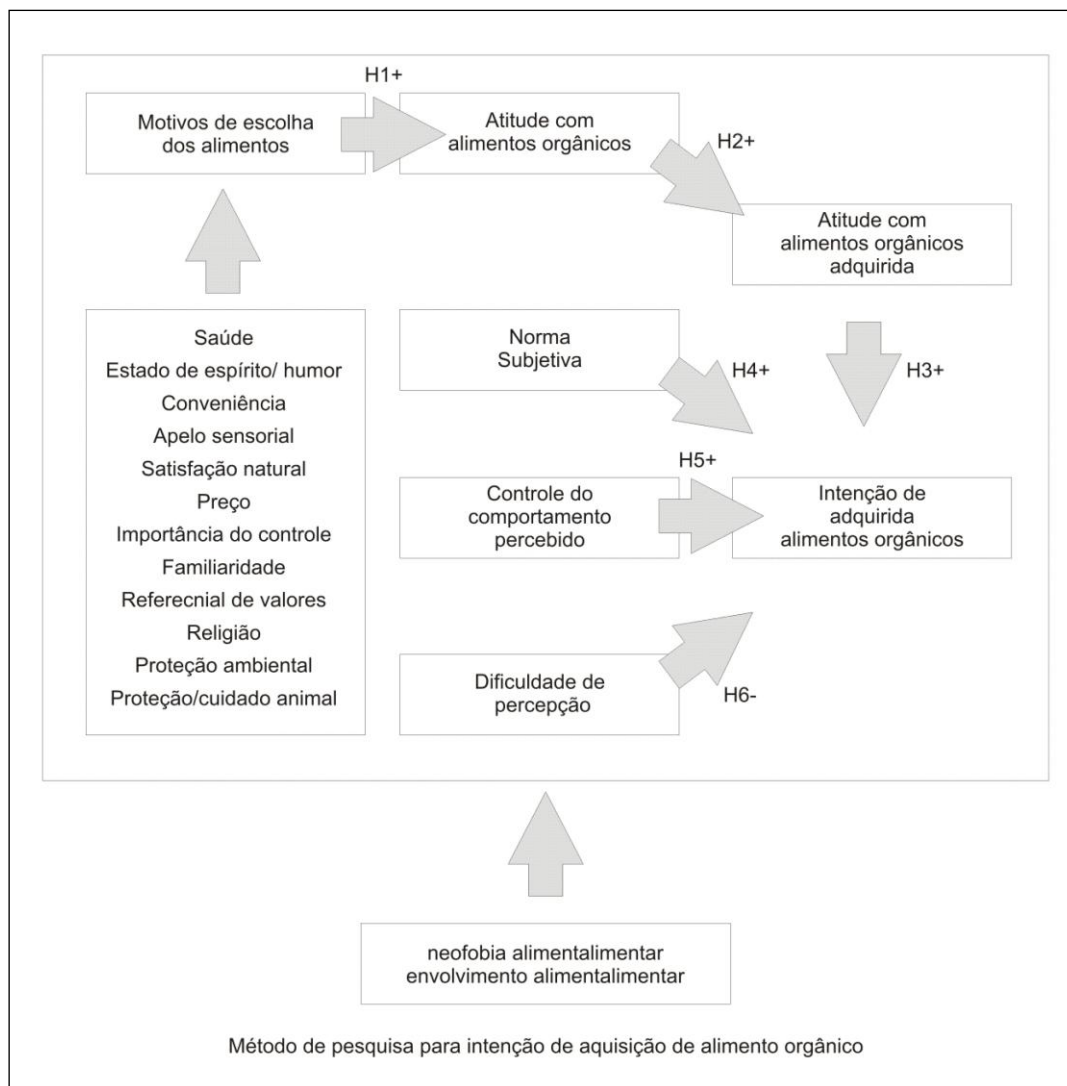 H1+
Motivos de escolha
dos alimentos
Atitude com
alimentos orgânicos
H2+
Atitude com
alimentos orgânicos
adquirida
Saúde
Estado de espírito/ humor
Conveniência
Apelo sensorial
Satisfação natural
Preço
Importância do controle
Familiaridade
Referecnial de valores
Religião
Proteção ambiental
Proteção/cuidado animal
Norma
Subjetiva
H4+
H3+
H5+
Controle do
comportamento
percebido
Intenção de
adquirida
alimentos orgânicos
Dificuldade de
percepção
H6-
neofobia alimentalimentar
envolvimento alimentalimentar
Método de pesquisa para intenção de aquisição de alimento orgânico